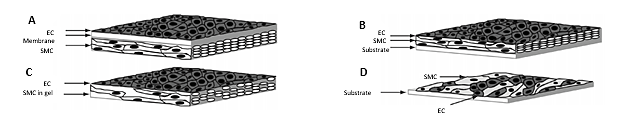 A
EC
Membrane
SMC
B
EC
SMC
Substrate
C
EC
SMC in gel
D
SMC
Substrate
EC